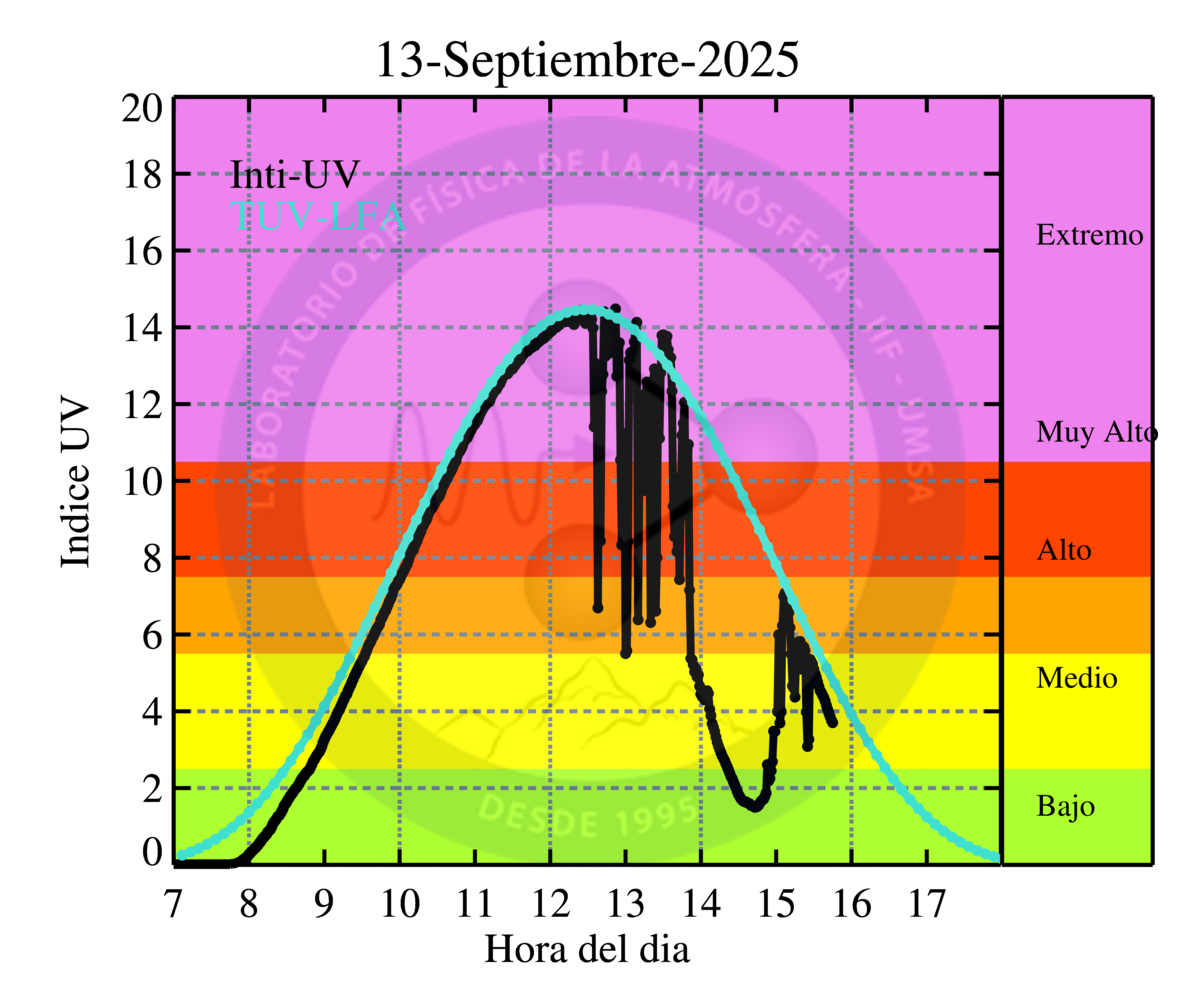 13-Septiembre-2025
20
18
16
14
12
10
8
6
4
2
0
Indice UV
Inti-UV
TUV-LFA
LABORATORIO DE FÍSICA DE LA ATMÓSFERA - IIF - UMSA
DESDE 1995
Extremo
Muy Alto
Alto
Medio
Bajo
7 8 9 10 11 12 13 14 15 16 17
Hora del dia